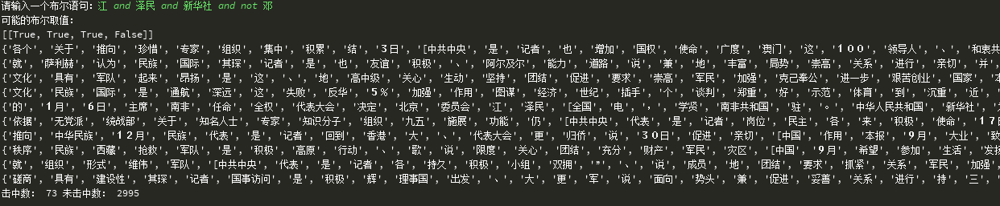 请输入一个布尔语句：江 and 泽民 and 新华社 and not 邓
可能的布尔取值：
[[True, True, True, False]]
{'各个', '关于', '推向', '珍惜', '专家', '组织', '集中', '积累', '结', '3日', '[中共中央', '是', '记者', '也', '增加', '国权', '使命', '广度', '澳门', '这', '100', '领导人', '、', '和衷共
{'就', '萨利赫', '认为', '民族', '国际', '其琛', '记者', '是', '也', '友谊', '积极', '、', '阿尔及尔', '能力', '道路', '说', '兼', '地', '丰富', '局势', '崇高', '关系', '进行', '亲切', '并',
{'文化', '具有', '军队', '起来', '昂扬', '是', '这', '、', '地', '高中级', '关心', '生动', '坚持', '团结', '促进', '要求', '崇高', '军民', '加强', '克己奉公', '进一步', '艰苦创业', '国家',
{'文化', '民族', '国际', '是', '通航', '深远', '这', '失败', '反华', '5%', '加强', '作用', '图谋', '经济', '世纪', '插手', '个', '谈判', '郑重', '好', '示范', '体育', '到', '沉重', '近',
{'的', '1月', '6日', '主席', '南非', '任命', '全权', '代表大会', '决定', '北京', '委员会', '江', '泽民', '[全国', '电', '，', '学贤', '南非共和国', '驻', '。', '中华人民共和国', '新华社',
{'依据', '无党派', '统战部', '关于', '知名人士', '专家', '知识分子', '组织', '九五', '施展', '功能', '仍', '[中共中央', '代表', '是', '记者', '岗位', '民主', '各', '来', '积极', '使命', '17日
{'推向', '中华民族', '12月', '民族', '代表', '是', '记者', '回到', '香港', '大', '、', '代表大会', '更', '归侨', '说', '30日', '促进', '亲切', '[中国', '作用', '本报', '9月', '大业', '致
{'秩序', '民族', '西藏', '抢救', '军队', '是', '积极', '高原', '行动', '、', '歌', '说', '限度', '关心', '团结', '充分', '财产', '军民', '灾区', '[中国', '9月', '希望', '参加', '生活', '发扬
{'就', '组织', '形式', '维伟', '军队', '[中共中央', '代表', '是', '记者', '各', '持久', '积极', '小组', '双拥', '”', '、', '说', '成员', '地', '团结', '要求', '抓紧', '关系', '军民', '加强',
{'磋商', '具有', '建设性', '其琛', '记者', '国事访问', '是', '积极', '辉', '理事国', '出发', '、', '大', '更', '军', '说', '面向', '势头', '兼', '促进', '妥善', '关系', '进行', '持', '三',
击中数： 73 未击中数： 2995